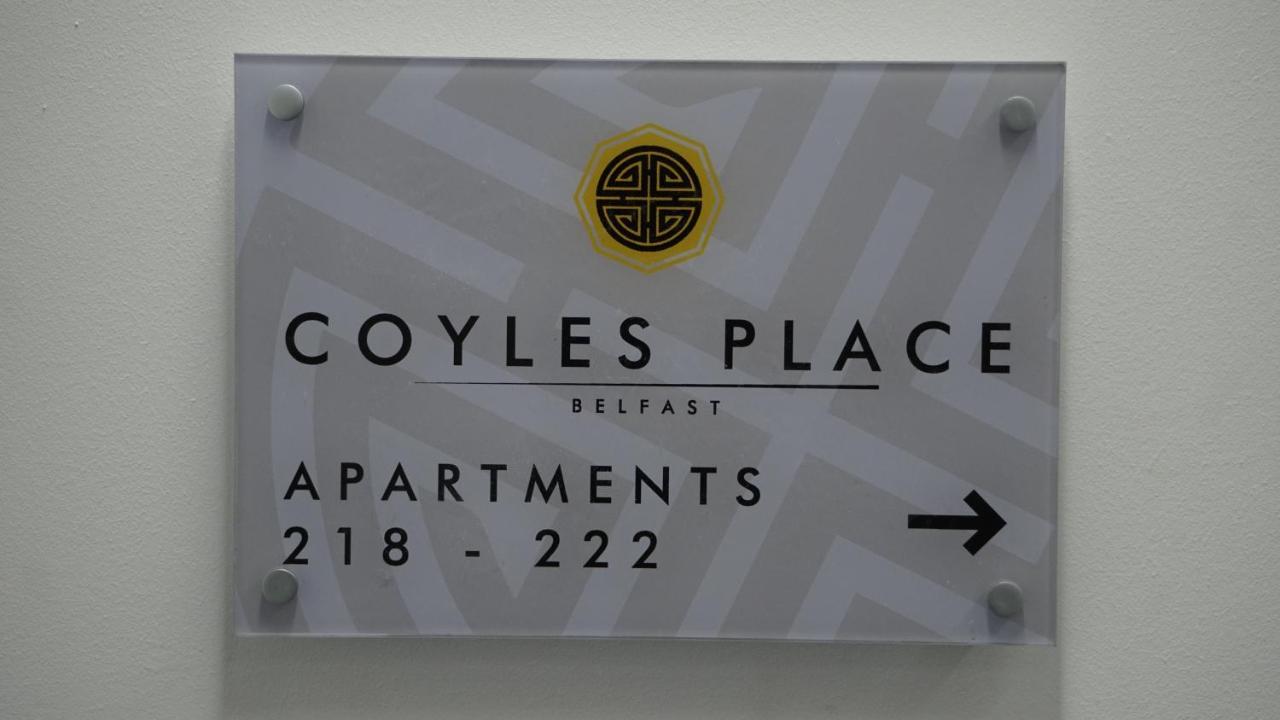 COYLES PLACE
BELFAST
APARTMENTS
218 - 222